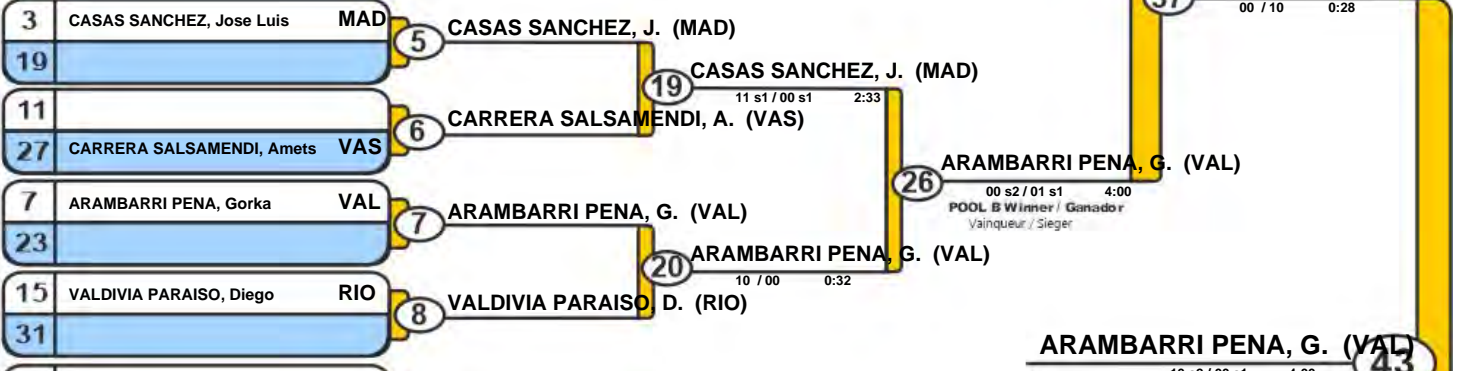 3 CASAS SANCHEZ, Jose Luis MAD
19
5
CASAS SANCHEZ, J. (MAD)
11
27 CARRERA SALSAMENDI, Amets VAS
6
CARRERA SALSAMENDI, A. (VAS)
7 ARAMBARRI PENA, Gorka VAL
23
7
ARAMBARRI PENA, G. (VAL)
15 VALDIVIA PARAISO, Diego RIO
31
8
VALDIVIA PARAISO, D. (RIO)
19
CASAS SANCHEZ, J. (MAD)
11 s1 / 00 s1 2:33
20
ARAMBARRI PENA, G. (VAL)
10 / 00 0:32
26
ARAMBARRI PENA, G. (VAL)
00 s2 / 01 s1 4:00
POOL B Winner / Ganador
Vainqueur / Sieger
37
00 / 10 0:28
ARAMBARRI PENA, G. (VAL)
43